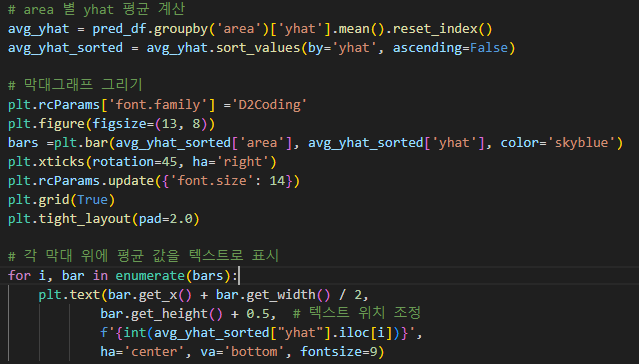 # area 별 yhat 평균 계산
avg_yhat = pred_df.groupby('area')['yhat'].mean().reset_index()
avg_yhat_sorted = avg_yhat.sort_values(by='yhat', ascending=False)
# 막대그래프 그리기
plt.rcParams['font.family'] ='D2Coding'
plt.figure(figsize=(13, 8))
bars =plt.bar(avg_yhat_sorted['area'], avg_yhat_sorted['yhat'], color='skyblue')
plt.xticks(rotation=45, ha='right')
plt.rcParams.update({'font.size': 14})
plt.grid(True)
plt.tight_layout(pad=2.0)
# 각 막대 위에 평균 값을 텍스트로 표시
for i, bar in enumerate(bars):
    plt.text(bar.get_x() + bar.get_width() / 2,
            bar.get_height() + 0.5,  # 텍스트 위치 조정
            f'{int(avg_yhat_sorted["yhat"].iloc[i])}',
            ha='center', va='bottom', fontsize=9)